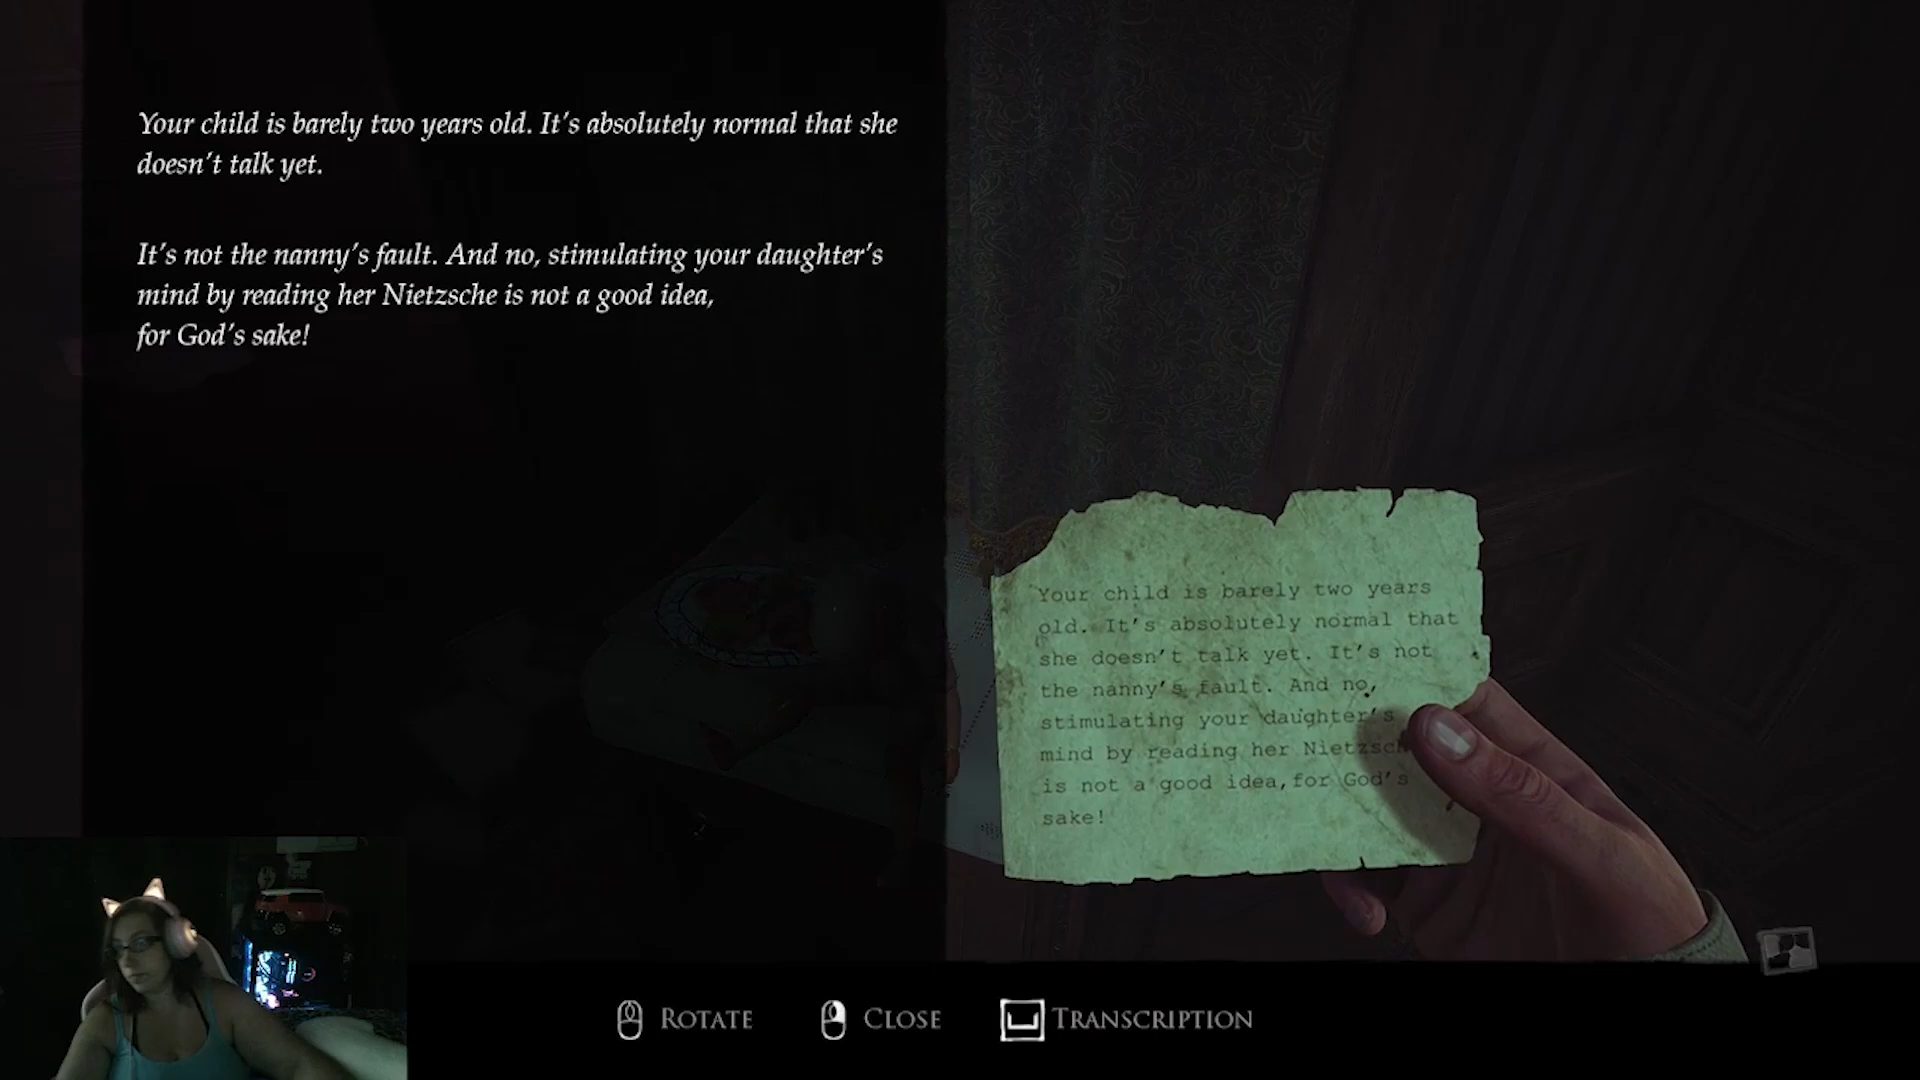 Your child is barely two years old. It's absolutely normal that she
doesn't talk yet.
It's not the nanny's fault. And no, stimulating your daughter's
mind by reading her Nietzsche is not a good idea,
for God's sake!
Your child is barely two years
old. It's absolutely normal that
she doesn't talk yet. It's not
the nanny's fault. And no,
stimulating your daughter's
mind by reading her Nietzsch
is not a good idea,for God's
sake!
ROTATE
CLOSE
TRANSCRIPTION